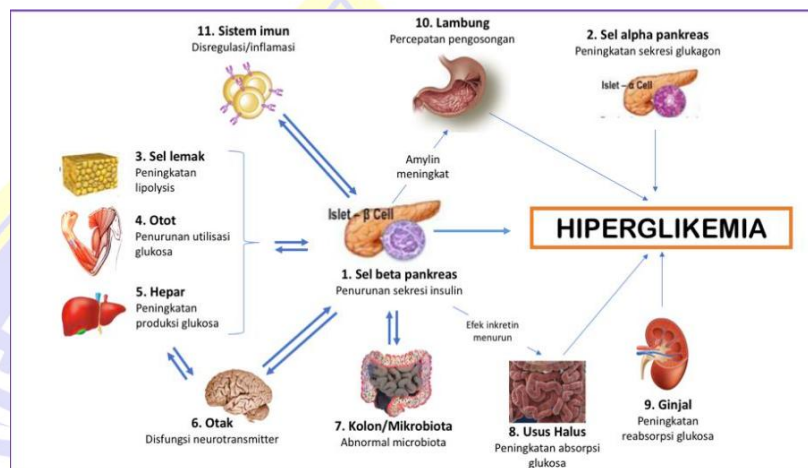 11. Sistem imun
Disregulasi/inflamasi
10. Lambung
Percepatan pengosongan
2. Sel alpha pankreas
Peningkatan sekresi glukagon
Islet – α Cell
3. Sel lemak
Peningkatan
lipolysis
Amylin
meningkat
4. Otot
Penurunan utilisasi
glukosa
Islet – β Cell
HIPERGLIKEMIA
1. Sel beta pankreas
Penurunan sekresi insulin
5. Hepar
Peningkatan
produksi glukosa
Efek inkretin
menurun
6. Otak
Disfungsi neurotransmitter
7. Kolon/Mikrobiota
Abnormal microbiota
8. Usus Halus
Peningkatan absorpsi
glukosa
9. Ginjal
Peningkatan
reabsorpsi glukosa